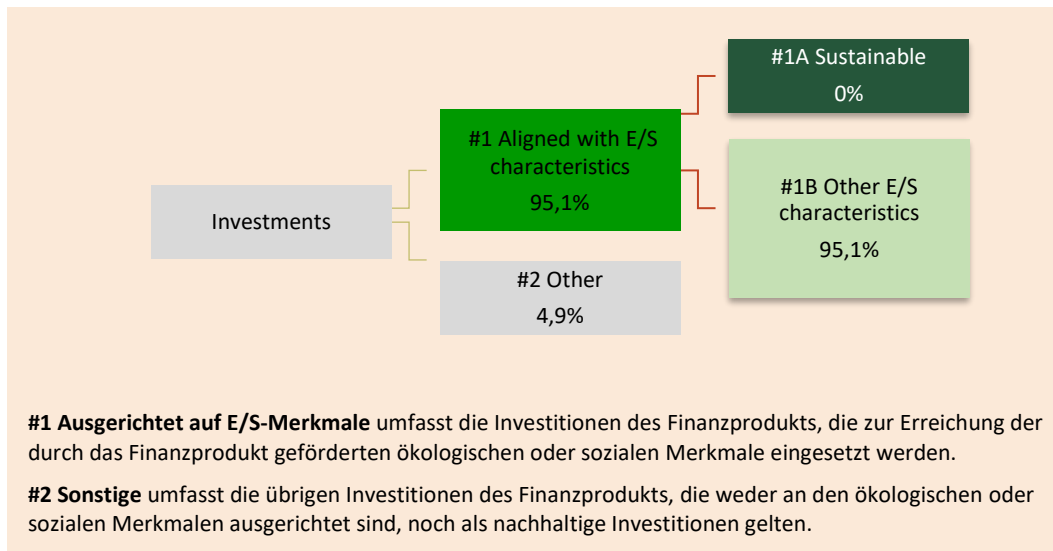 #1A Sustainable
0%
#1 Aligned with E/S
characteristics
95,1%
#1B Other E/S
characteristics
95,1%
Investments
#2 Other
4,9%
#1 Ausgerichtet auf E/S-Merkmale umfasst die Investitionen des Finanzprodukts, die zur Erreichung der
durch das Finanzprodukt geförderten ökologischen oder sozialen Merkmale eingesetzt werden.
#2 Sonstige umfasst die übrigen Investitionen des Finanzprodukts, die weder an den ökologischen oder
sozialen Merkmalen ausgerichtet sind, noch als nachhaltige Investitionen gelten.